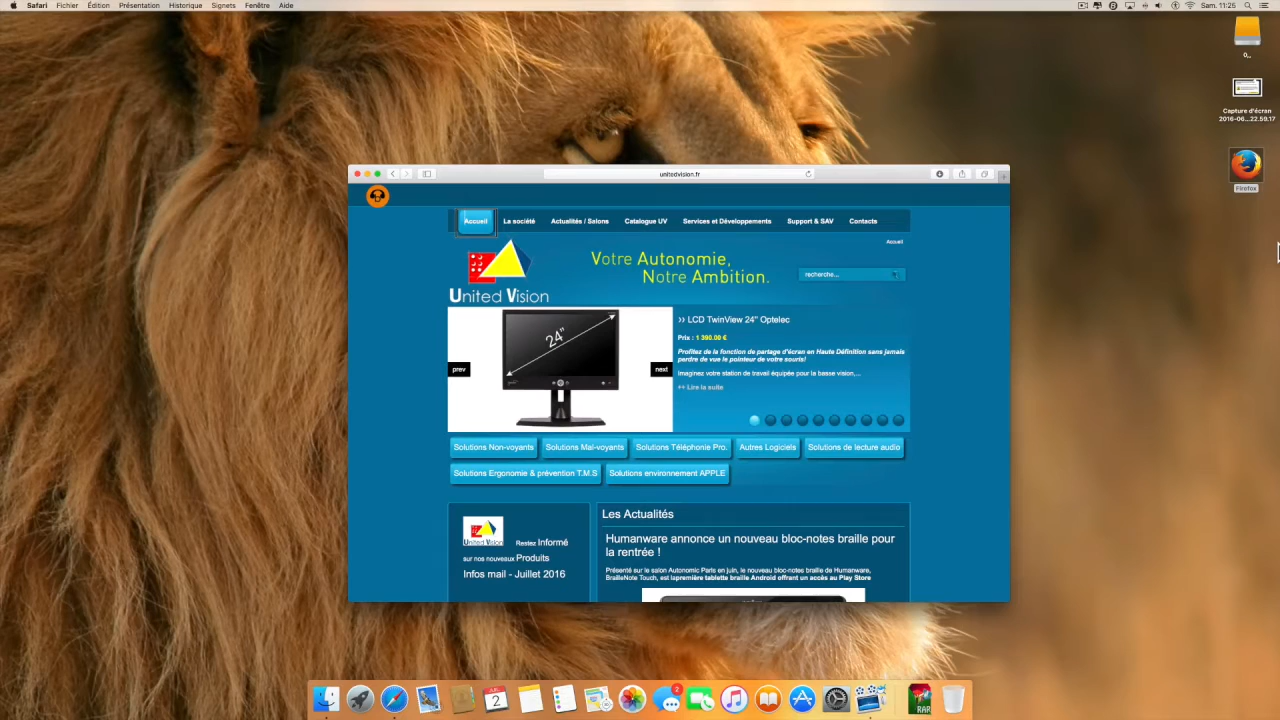 Safari Fichier Édition Présentation Historique Signets Fenêtre Aide
Sam. 11:25
0,,
Capture d'écran
2016-06...22.59.17
Firefox
unitedvision.fr
Accueil La société Actualités / Salons Catalogue UV Services et Développements Support & SAV Contacts
Accueil
Votre Autonomie,
Notre Ambition.
recherche...
United Vision
24"
prev
next
›› LCD TwinView 24" Optelec
Prix : 1 390.00 €
Profitez de la fonction de partage d'écran en Haute Définition sans jamais
perdre de vue le pointeur de votre souris!
Imaginez votre station de travail équipée pour la basse vision,...
++ Lire la suite
Solutions Non-voyants Solutions Mal-voyants Solutions Téléphonie Pro. Autres Logiciels Solutions de lecture audio
Solutions Ergonomie & prévention T.M.S Solutions environnement APPLE
United Vision
Restez Informé
sur nos nouveaux Produits
Infos mail - Juillet 2016
Les Actualités
Humanware annonce un nouveau bloc-notes braille pour
la rentrée !
Présenté sur le salon Autonomic Paris en juin, le nouveau bloc-notes braille de Humanware,
BrailleNote Touch, est lapremière tablette braille Android offrant un accès au Play Store
2
2
RAR